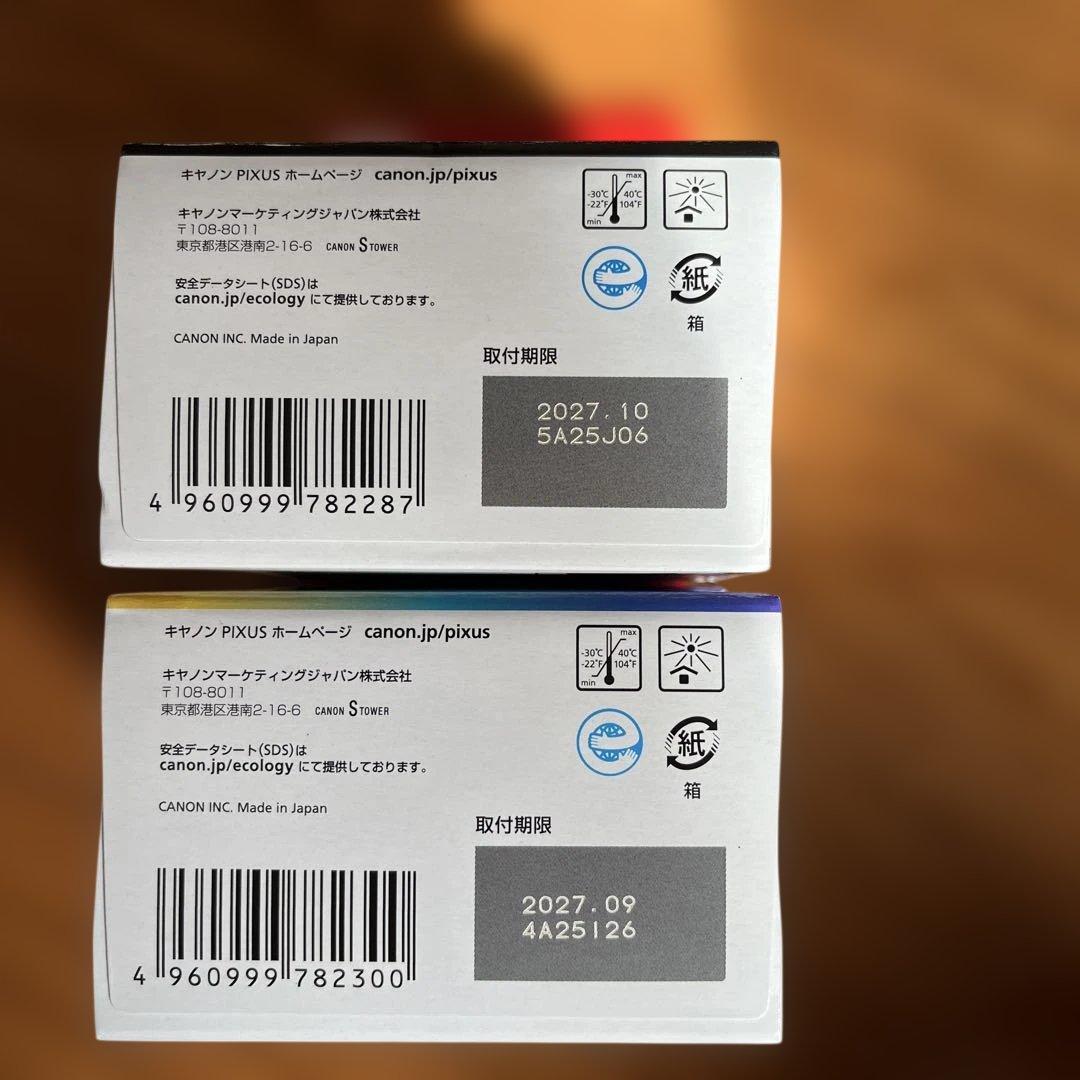 キヤノン PIXUS ホームページ canon.jp/pixus
キヤノンマーケティングジャパン株式会社
〒108-8011
東京都港区港南2-16-6 CANON S TOWER
安全データシート(SDS)は
canon.jp/ecology にて提供しております。
CANON INC. Made in Japan
max
-30℃ 40℃
-22°F 104°F
min
紙
箱
取付期限
2027.10
5A25J06
4 960999 782287
キヤノン PIXUS ホームページ canon.jp/pixus
キヤノンマーケティングジャパン株式会社
〒108-8011
東京都港区港南2-16-6 CANON S TOWER
安全データシート(SDS)は
canon.jp/ecology にて提供しております。
CANON INC. Made in Japan
max
-30℃ 40℃
-22°F 104°F
min
紙
箱
取付期限
2027.09
4A25I26
4 960999 782300